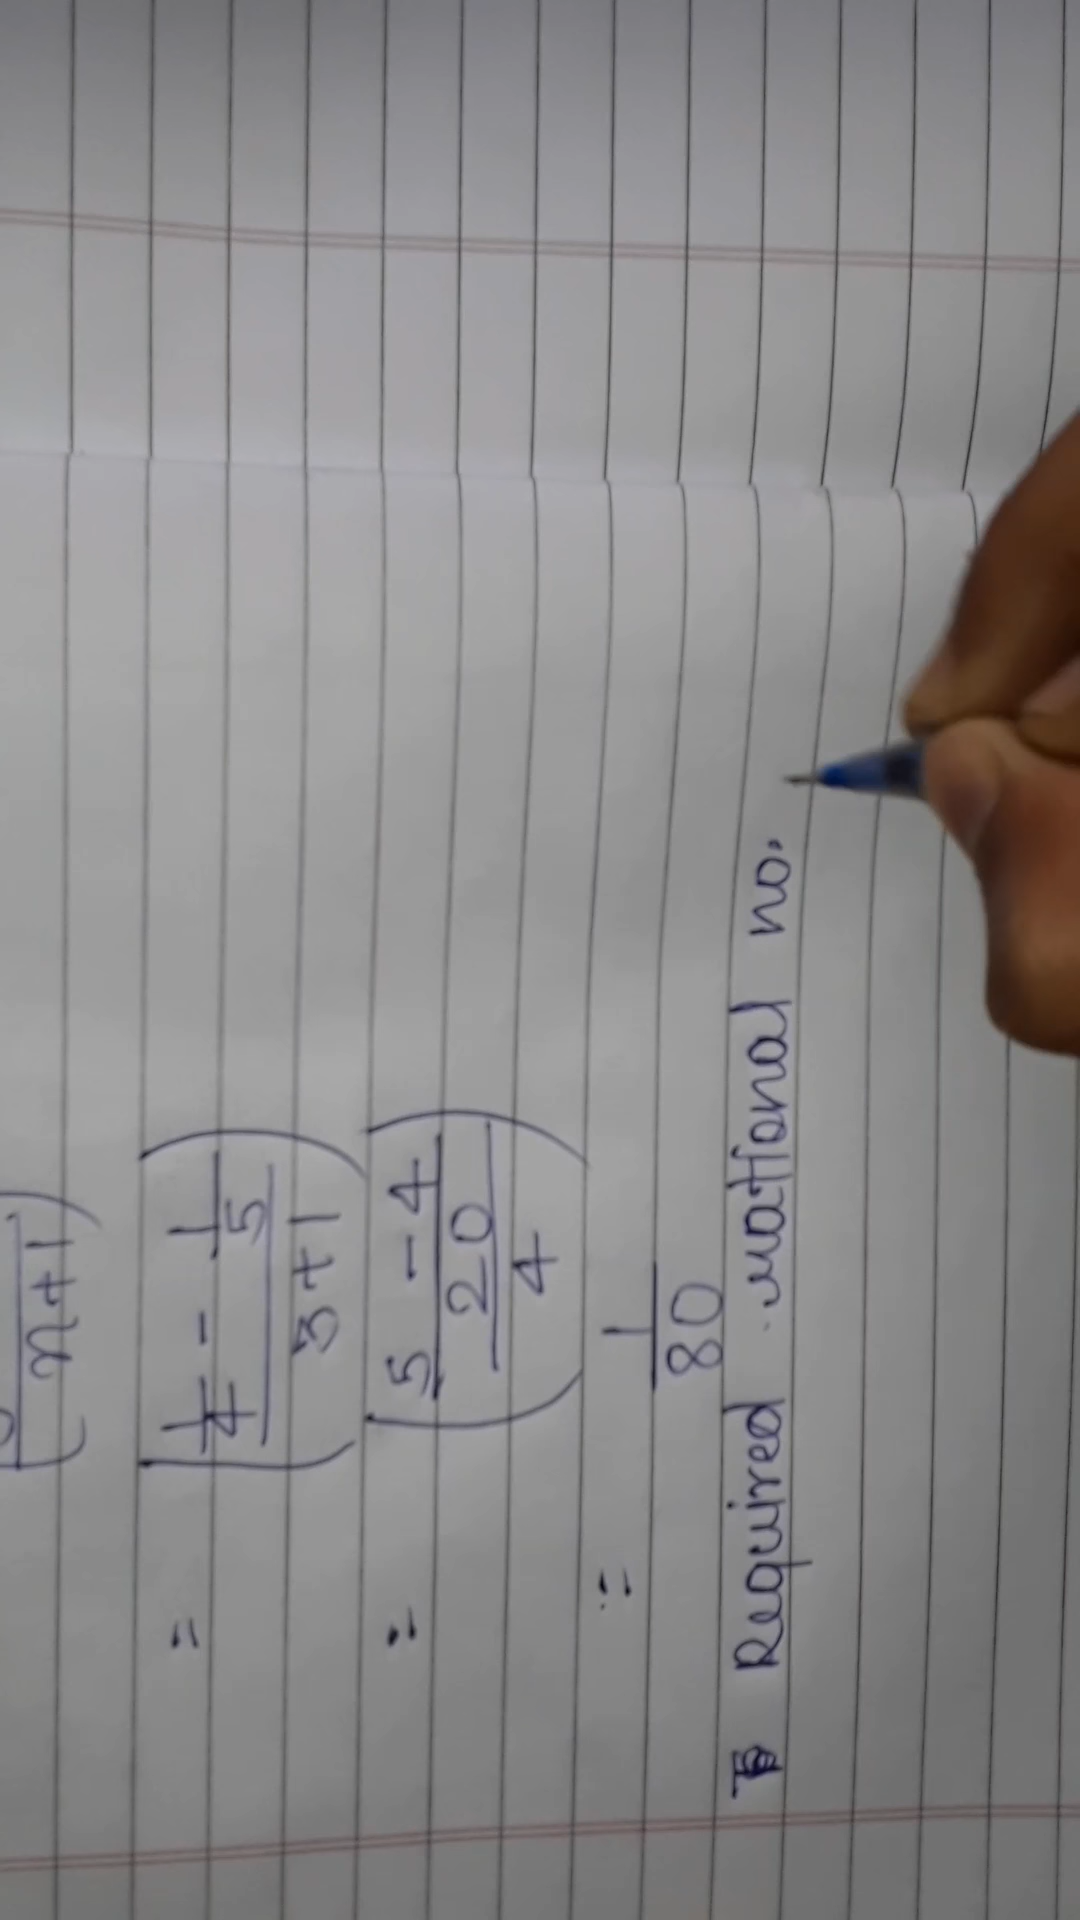 n+1
= (1/4 - 1/5
3+1)
= (5 - 4
20
4)
= 1
80
Required rational no.